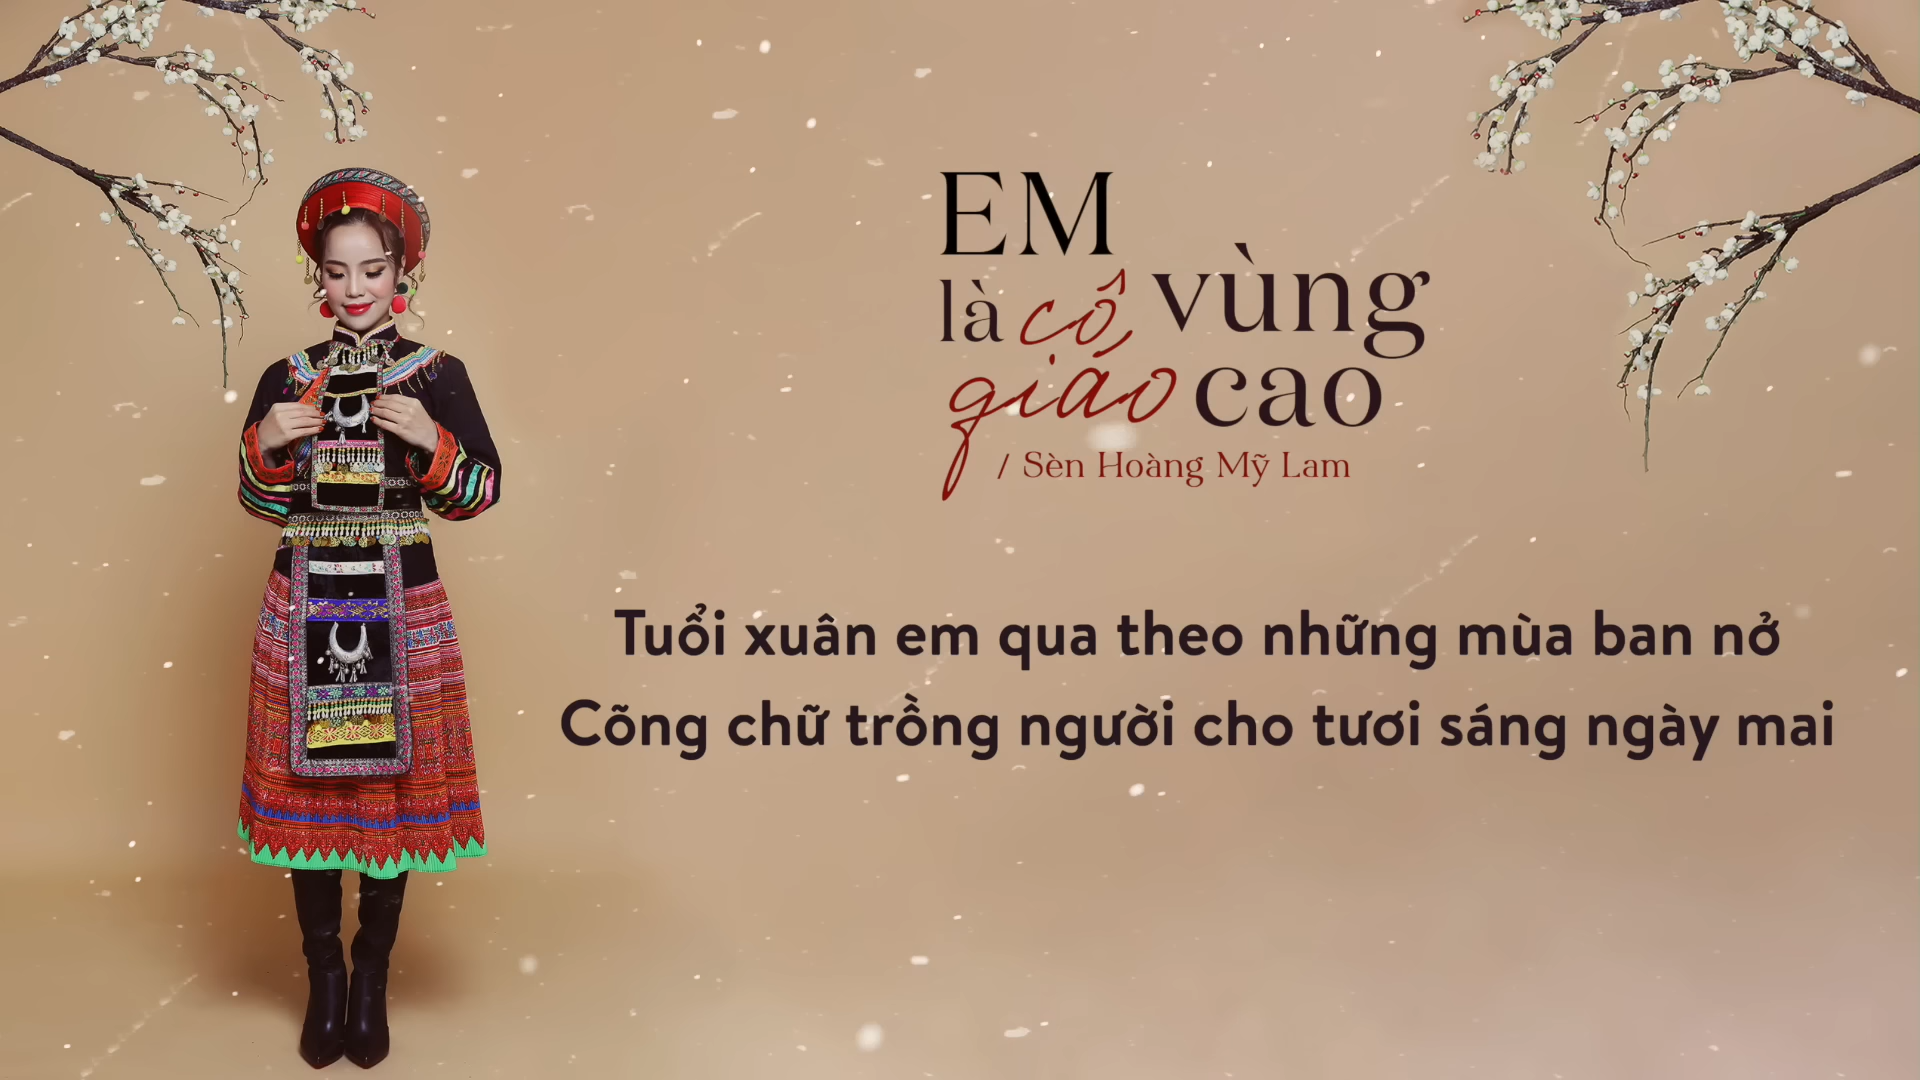 EM
là cô vùng
giáo cao
/ Sèn Hoàng Mỹ Lam
Tuổi xuân em qua theo những mùa ban nở
Cõng chữ trồng người cho tươi sáng ngày mai